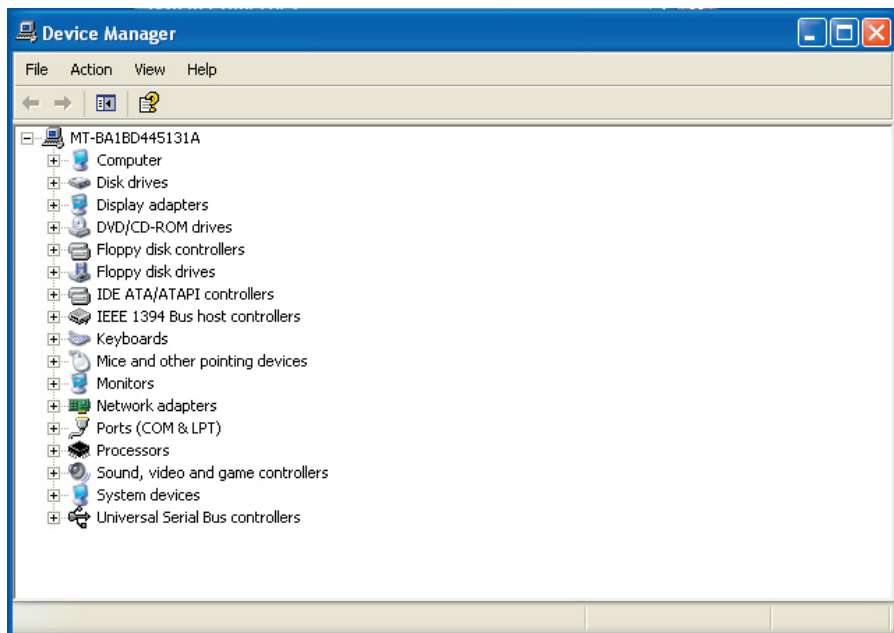 Device Manager
File Action View Help
MT-BA1BD445131A
Computer
Disk drives
Display adapters
DVD/CD-ROM drives
Floppy disk controllers
Floppy disk drives
IDE ATA/ATAPI controllers
IEEE 1394 Bus host controllers
Keyboards
Mice and other pointing devices
Monitors
Network adapters
Ports (COM & LPT)
Processors
Sound, video and game controllers
System devices
Universal Serial Bus controllers